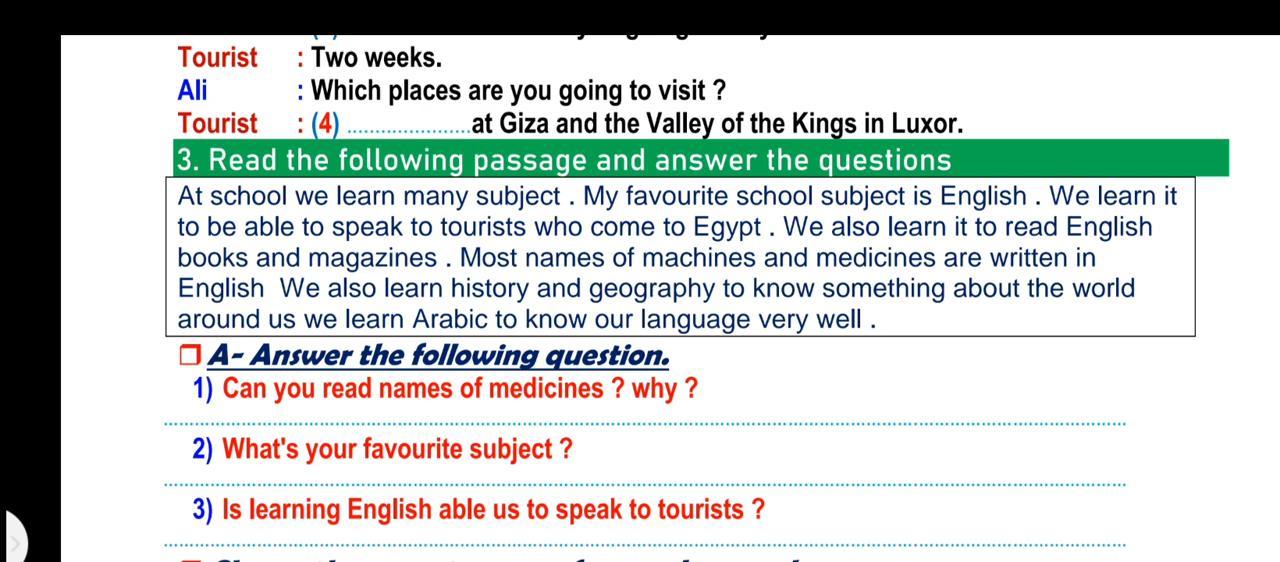 Tourist : Two weeks.
Ali : Which places are you going to visit ?
Tourist : (4) ......................at Giza and the Valley of the Kings in Luxor.
3. Read the following passage and answer the questions
At school we learn many subject . My favourite school subject is English . We learn it
to be able to speak to tourists who come to Egypt . We also learn it to read English
books and magazines . Most names of machines and medicines are written in
English We also learn history and geography to know something about the world
around us we learn Arabic to know our language very well .
A- Answer the following question.
1) Can you read names of medicines ? why ?
2) What's your favourite subject ?
3) Is learning English able us to speak to tourists ?